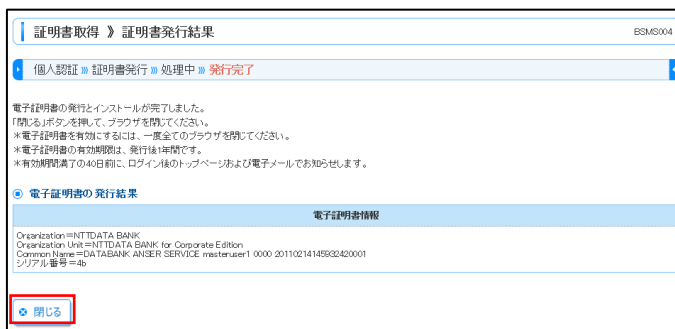 証明書取得 》 証明書発行結果
BSMS004
個人認証 » 証明書発行 » 処理中 » 発行完了
電子証明書の発行とインストールが完了しました。
「閉じる」ボタンを押して、ブラウザを閉じてください。
＊電子証明書を有効にするには、一度全てのブラウザを閉じてください。
＊電子証明書の有効期限は、発行後1年間です。
＊有効期間満了の40日前に、ログイン後のトップページおよび電子メールでお知らせします。
電子証明書の発行結果
電子証明書情報
Organization=NTTDATA BANK
Organization Unit=NTTDATA BANK for Corporate Edition
Common Name=DATABANK ANSER SERVICE masteruser1 0000 20110214145932420001
シリアル番号=4b
閉じる